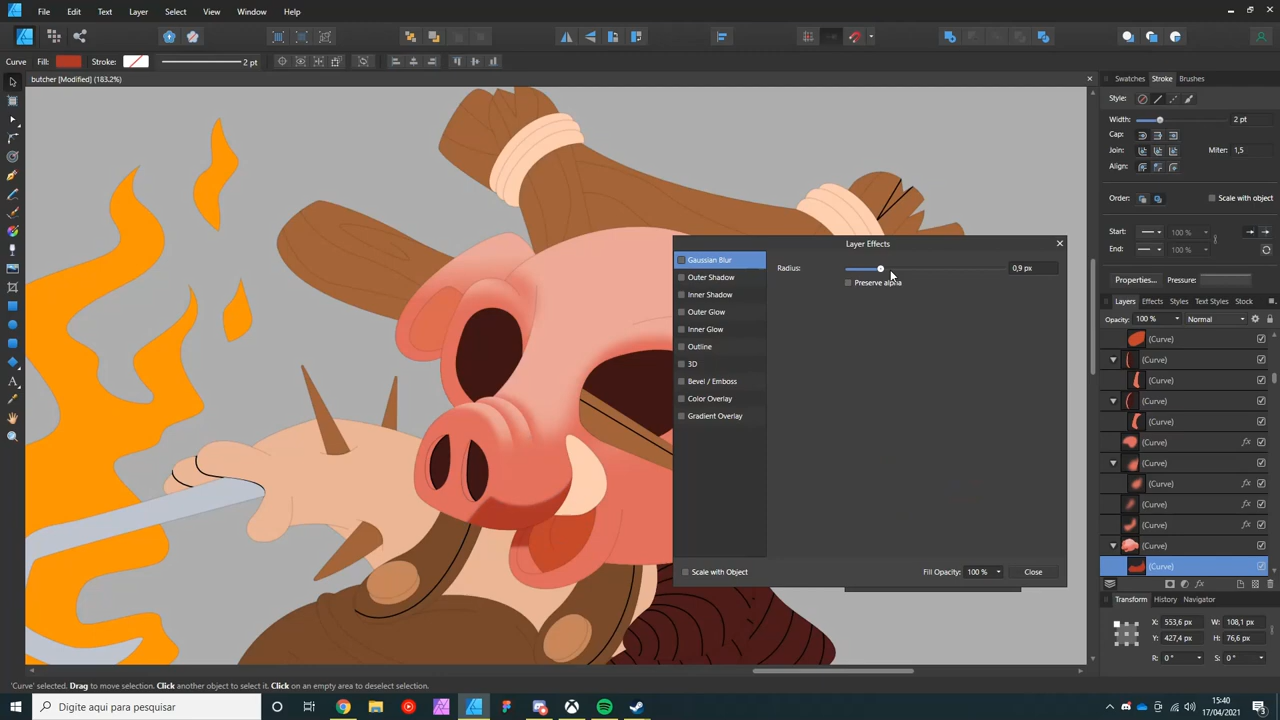 File Edit Text Layer Select View Window Help
Curve Fill: Stroke: 2 pt
butcher [Modified] (183.2%)
Swatches Stroke Brushes
Style:
Width: 2 pt
Cap:
Join: Miter: 1,5
Align:
Order: Scale with object
Start: 100 %
End: 100 %
Properties... Pressure:
Layers Effects Styles Text Styles Stock
Opacity: 100 % Normal
(Curve)
(Curve)
(Curve)
(Curve)
(Curve)
(Curve)
(Curve)
(Curve)
(Curve)
(Curve)
(Curve)
(Curve)
Transform History Navigator
X: 553,6 px W: 108,1 px
Y: 427,4 px H: 76,6 px
R: 0 ° S: 0 °
Layer Effects
Gaussian Blur
Outer Shadow
Inner Shadow
Outer Glow
Inner Glow
Outline
3D
Bevel / Emboss
Color Overlay
Gradient Overlay
Radius: 0,9 px
Preserve alpha
Scale with Object
Fill Opacity: 100 % Close
'Curve' selected. Drag to move selection. Click another object to select it. Click on an empty area to deselect selection.
Digite aqui para pesquisar
15:40
17/04/2021